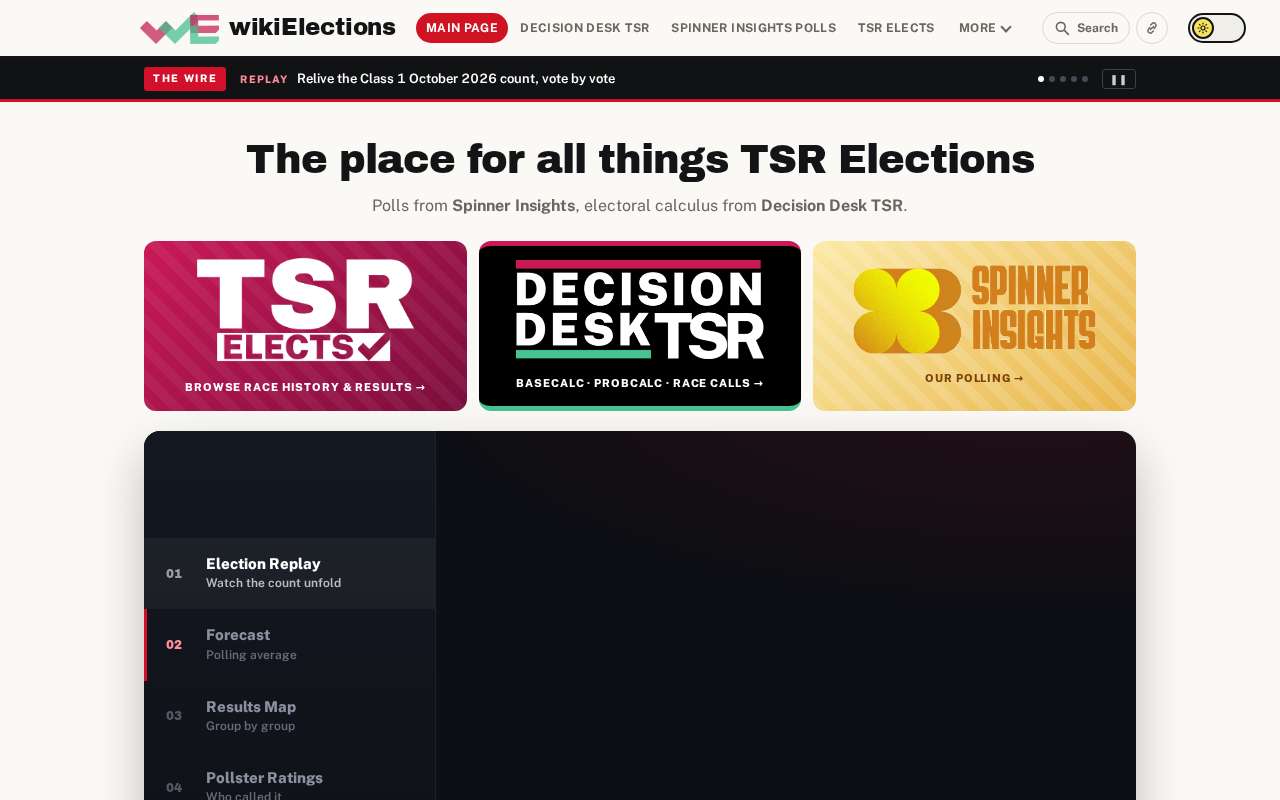 WE wikiElections MAIN PAGE DECISION DESK TSR SPINNER INSIGHTS POLLS TSR ELECTS MORE Search
THE WIRE REPLAY Relive the Class 1 October 2026 count, vote by vote
The place for all things TSR Elections
Polls from Spinner Insights, electoral calculus from Decision Desk TSR.
TSR
ELECTS
BROWSE RACE HISTORY & RESULTS →
DECISION
DESK TSR
BASECALC · PROBCALC · RACE CALLS →
SPINNER
INSIGHTS
OUR POLLING →
01 Election Replay
Watch the count unfold
02 Forecast
Polling average
03 Results Map
Group by group
04 Pollster Ratings
Who called it